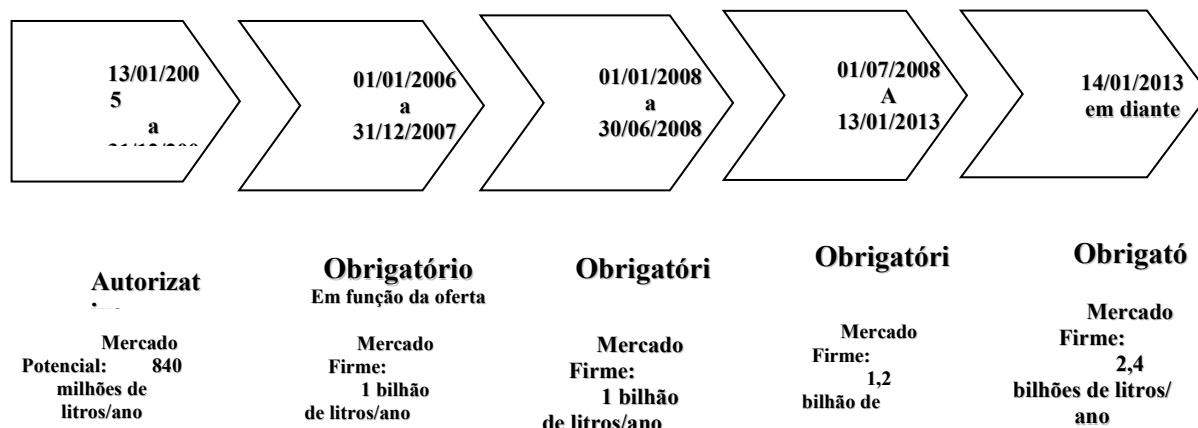 13/01/200
5
a
01/01/2006
a
31/12/2007
01/01/2008
a
30/06/2008
01/07/2008
A
13/01/2013
14/01/2013
em diante
Autorizat
Obrigatório
Em função da oferta
Obrigatóri
Obrigatóri
Obrigató
Mercado
Potencial: 840
milhões de
litros/ano
Mercado
Firme:
1 bilhão
de litros/ano
Mercado
Firme:
1 bilhão
de litros/ano
Mercado
Firme:
1,2
bilhão de
Mercado
Firme:
2,4
bilhões de litros/
ano